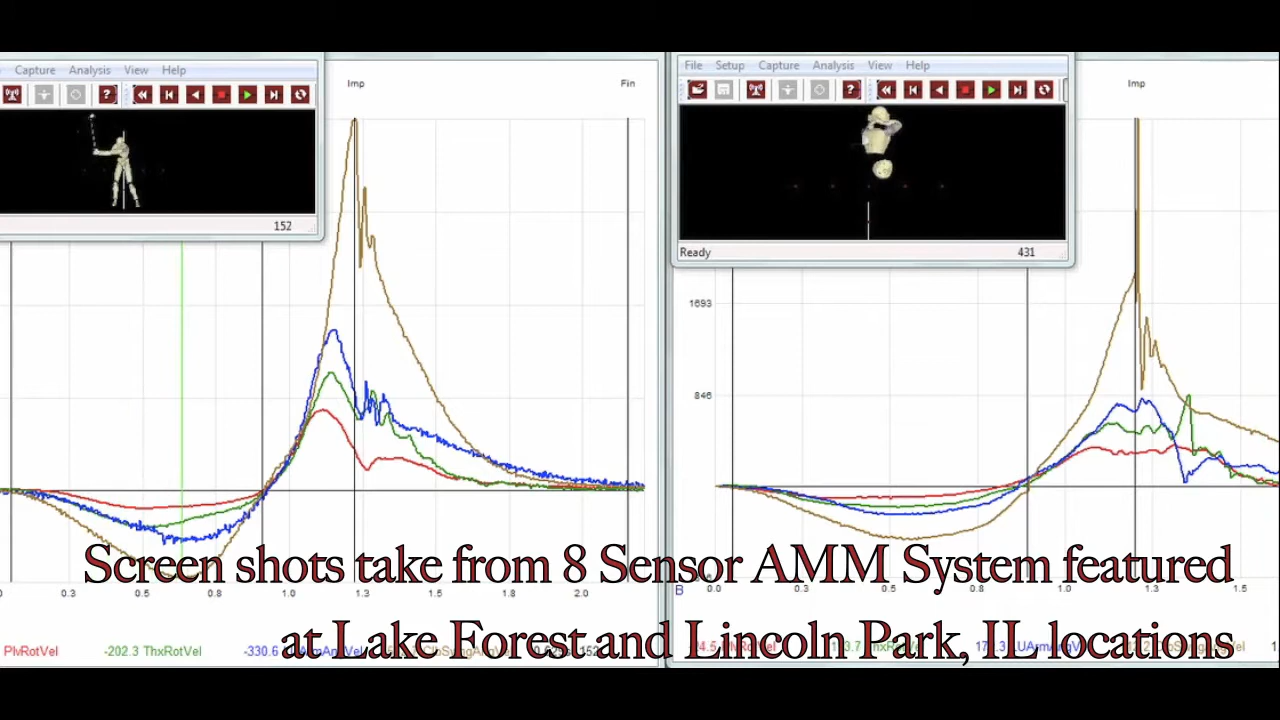 Capture Analysis View Help
152
Imp
Fin
File Setup Capture Analysis View Help
Ready 431
Imp
1693
846
0.3 0.5 0.8 1.0 1.3 1.5 1.8 2.0
B 0.0 0.3 0.5 0.8 1.0 1.3 1.5
Screen shots take from 8 Sensor AMM System featured
at Lake Forest and Lincoln Park, IL locations
PlvRotVel -202.3 ThxRotVel -330.6